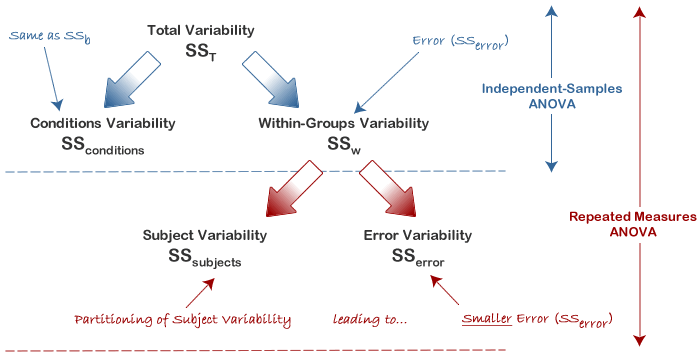 Total Variability
SS_T
Same as SS_b
Error (SS_error)
Independent-Samples
ANOVA
Conditions Variability
SS_conditions
Within-Groups Variability
SS_w
Repeated Measures
ANOVA
Subject Variability
SS_subjects
Error Variability
SS_error
Partitioning of Subject Variability
leading to...
Smaller Error (SS_error)